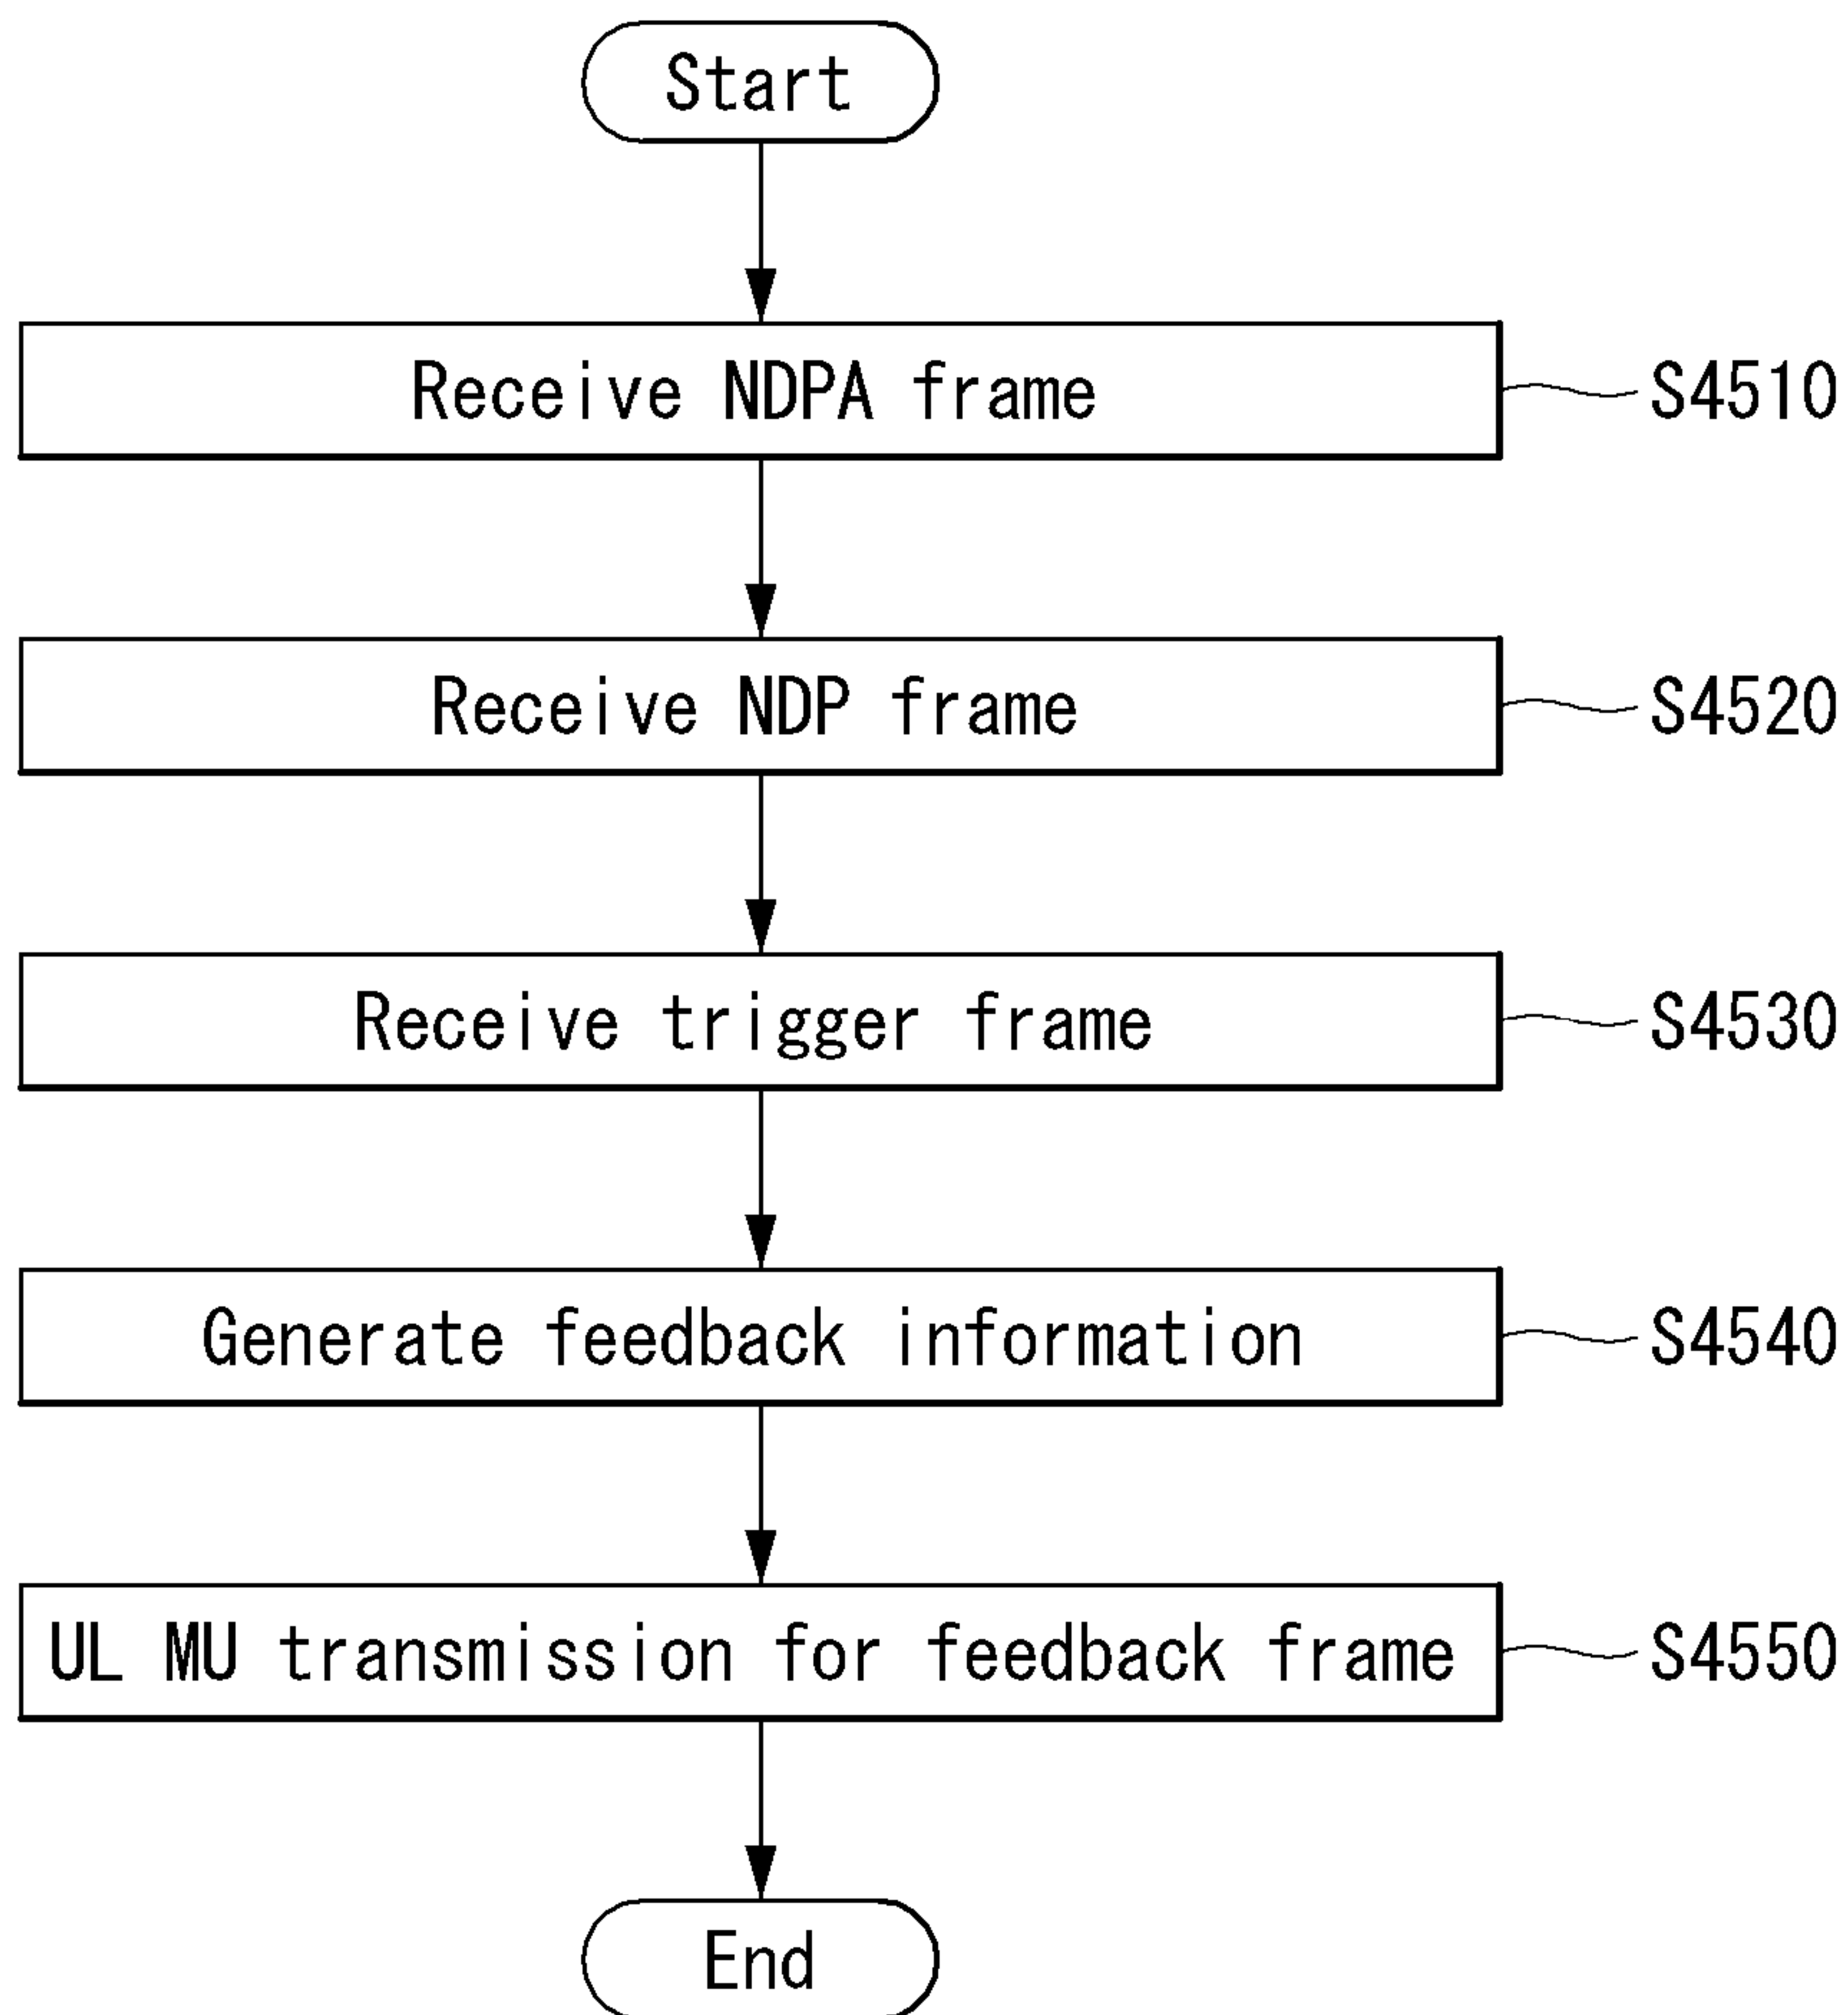 Start
Receive NDPA frame
S4510
Receive NDP frame
S4520
Receive trigger frame
S4530
Generate feedback information
S4540
UL MU transmission for feedback frame
S4550
End